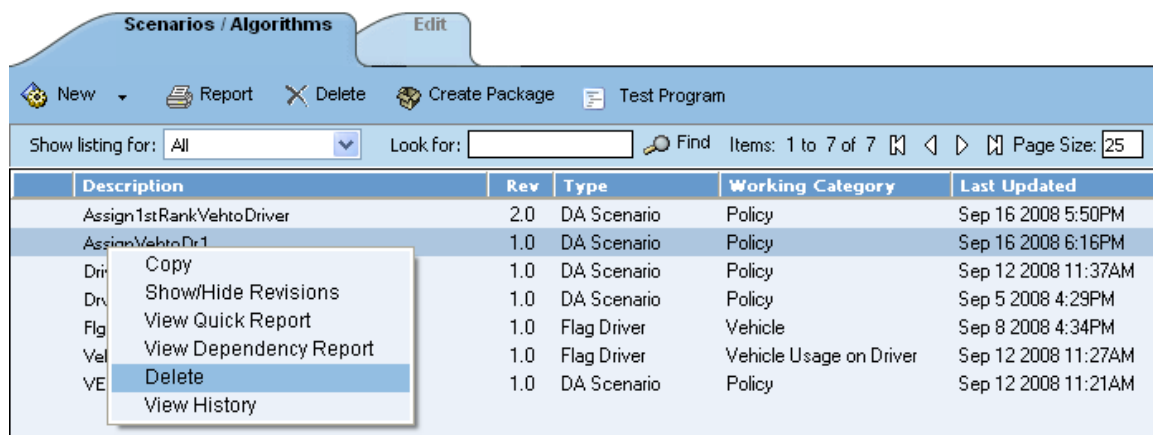 Scenarios / Algorithms Edit
New Report Delete Create Package Test Program
Show listing for: All Look for: Find Items: 1 to 7 of 7 Page Size: 25
Description Rev Type Working Category Last Updated
Assign1stRankVehtoDriver 2.0 DA Scenario Policy Sep 16 2008 5:50PM
AssignVehtoDr1 1.0 DA Scenario Policy Sep 16 2008 6:16PM
Copy
Dri 1.0 DA Scenario Policy Sep 12 2008 11:37AM
Show/Hide Revisions
Drv 1.0 DA Scenario Policy Sep 5 2008 4:29PM
View Quick Report
Flg 1.0 Flag Driver Vehicle Sep 8 2008 4:34PM
View Dependency Report
Vel 1.0 Flag Driver Vehicle Usage on Driver Sep 12 2008 11:27AM
Delete
VE 1.0 DA Scenario Policy Sep 12 2008 11:21AM
View History